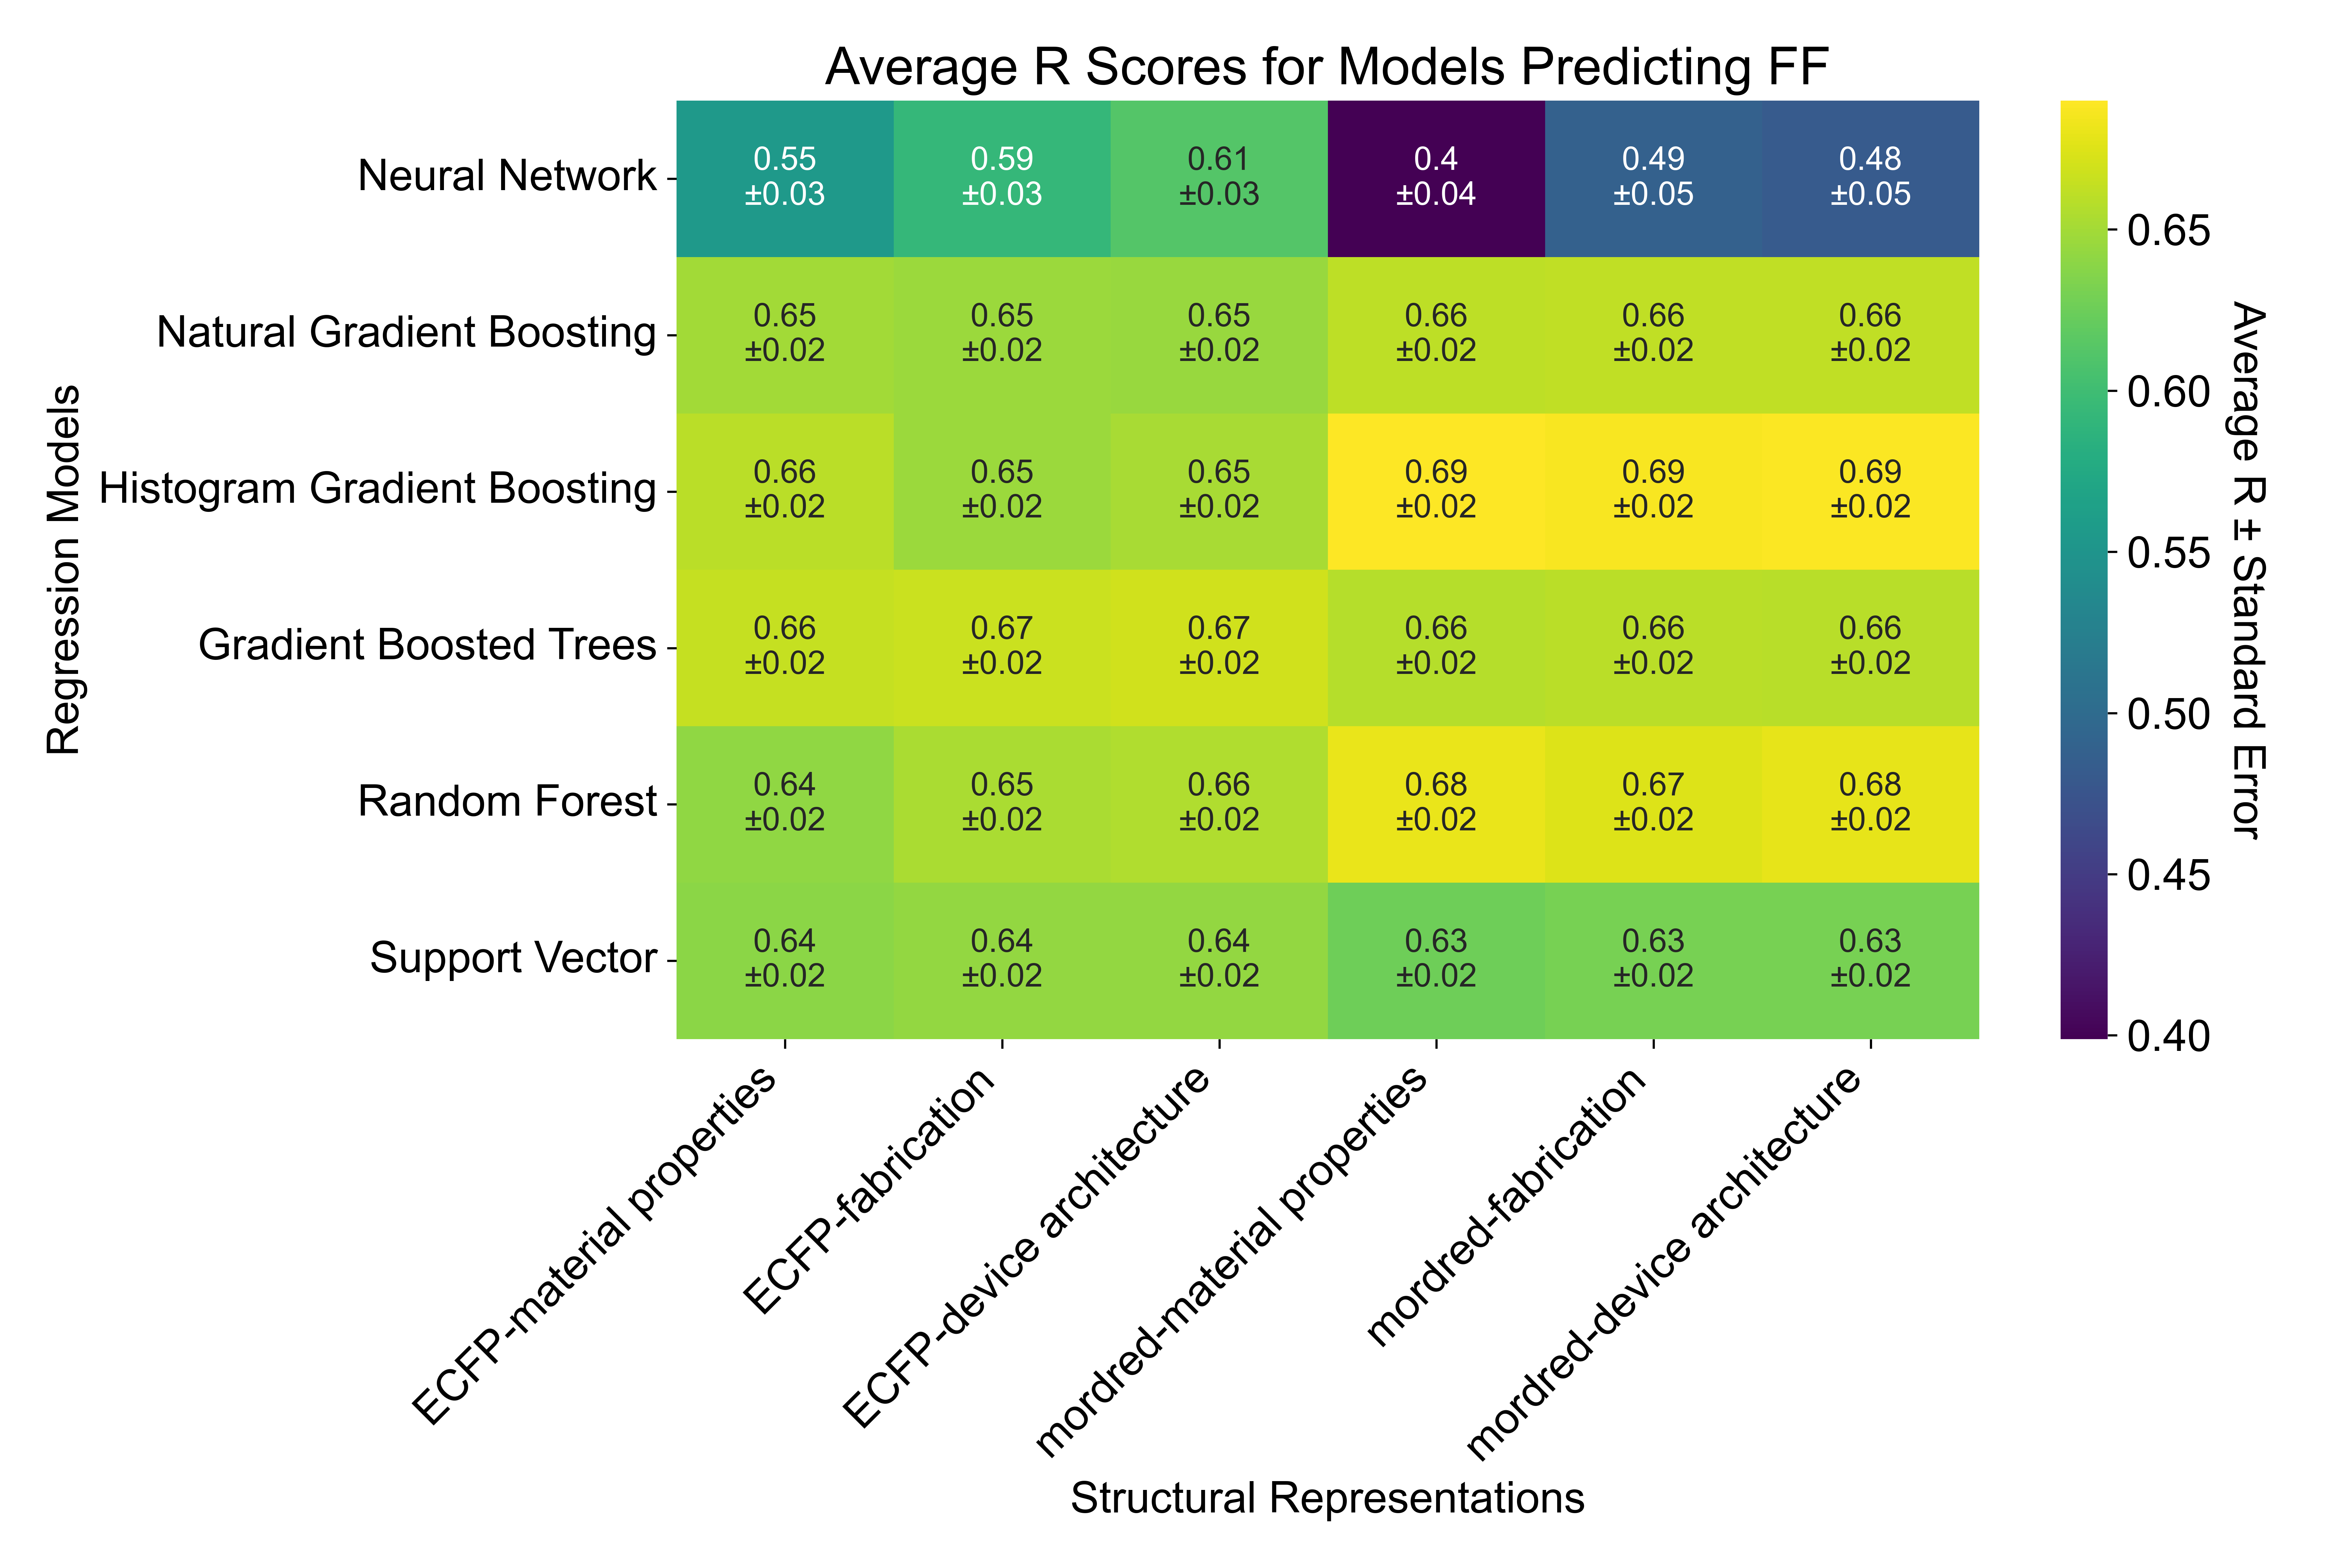 Average R Scores for Models Predicting FF
Regression Models
Neural Network
0.55 0.59 0.61 0.4 0.49 0.48
±0.03 ±0.03 ±0.03 ±0.04 ±0.05 ±0.05
Natural Gradient Boosting
0.65 0.65 0.65 0.66 0.66 0.66
±0.02 ±0.02 ±0.02 ±0.02 ±0.02 ±0.02
Histogram Gradient Boosting
0.66 0.65 0.65 0.69 0.69 0.69
±0.02 ±0.02 ±0.02 ±0.02 ±0.02 ±0.02
Gradient Boosted Trees
0.66 0.67 0.67 0.66 0.66 0.66
±0.02 ±0.02 ±0.02 ±0.02 ±0.02 ±0.02
Random Forest
0.64 0.65 0.66 0.68 0.67 0.68
±0.02 ±0.02 ±0.02 ±0.02 ±0.02 ±0.02
Support Vector
0.64 0.64 0.64 0.63 0.63 0.63
±0.02 ±0.02 ±0.02 ±0.02 ±0.02 ±0.02
ECFP-material properties
ECFP-fabrication
ECFP-device architecture
mordred-material properties
mordred-fabrication
mordred-device architecture
Structural Representations
0.65
0.60
0.55
0.50
0.45
0.40
Average R ± Standard Error